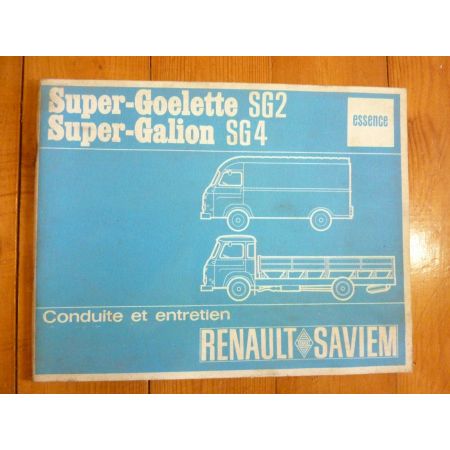 Super-Goelette SG2
Super-Galion SG4
essence
Conduite et entretien
RENAULT SAVIEM